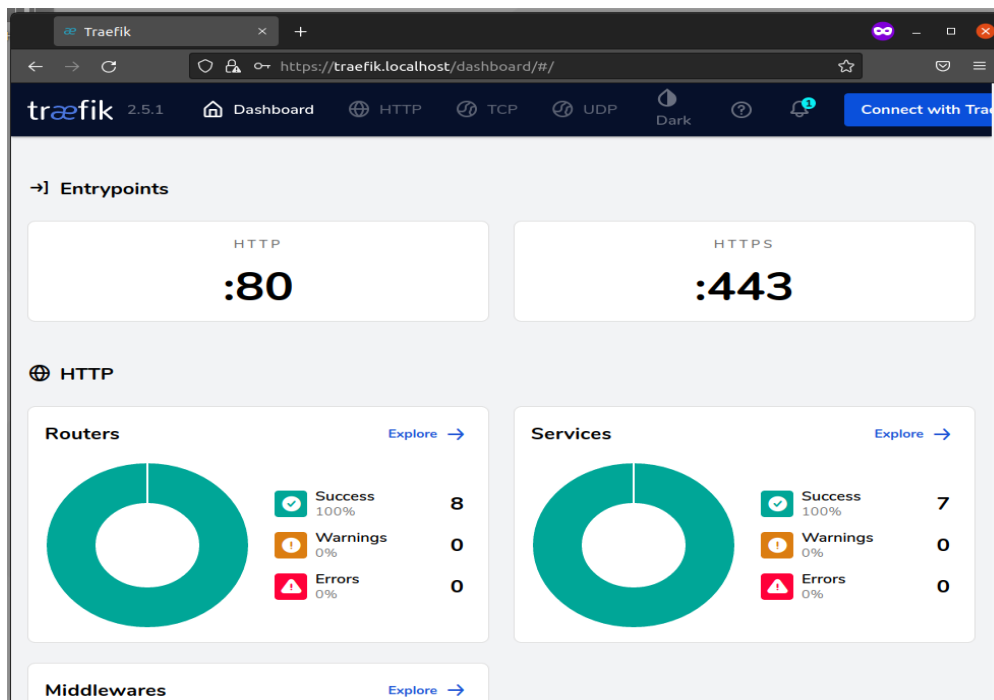 æ Traefik
https://traefik.localhost/dashboard/#/
træfik 2.5.1 Dashboard HTTP TCP UDP Dark 1 Connect with Trae
Entrypoints
HTTP
:80
HTTPS
:443
HTTP
Routers Explore
Success 8
100%
Warnings 0
0%
Errors 0
0%
Services Explore
Success 7
100%
Warnings 0
0%
Errors 0
0%
Middlewares Explore